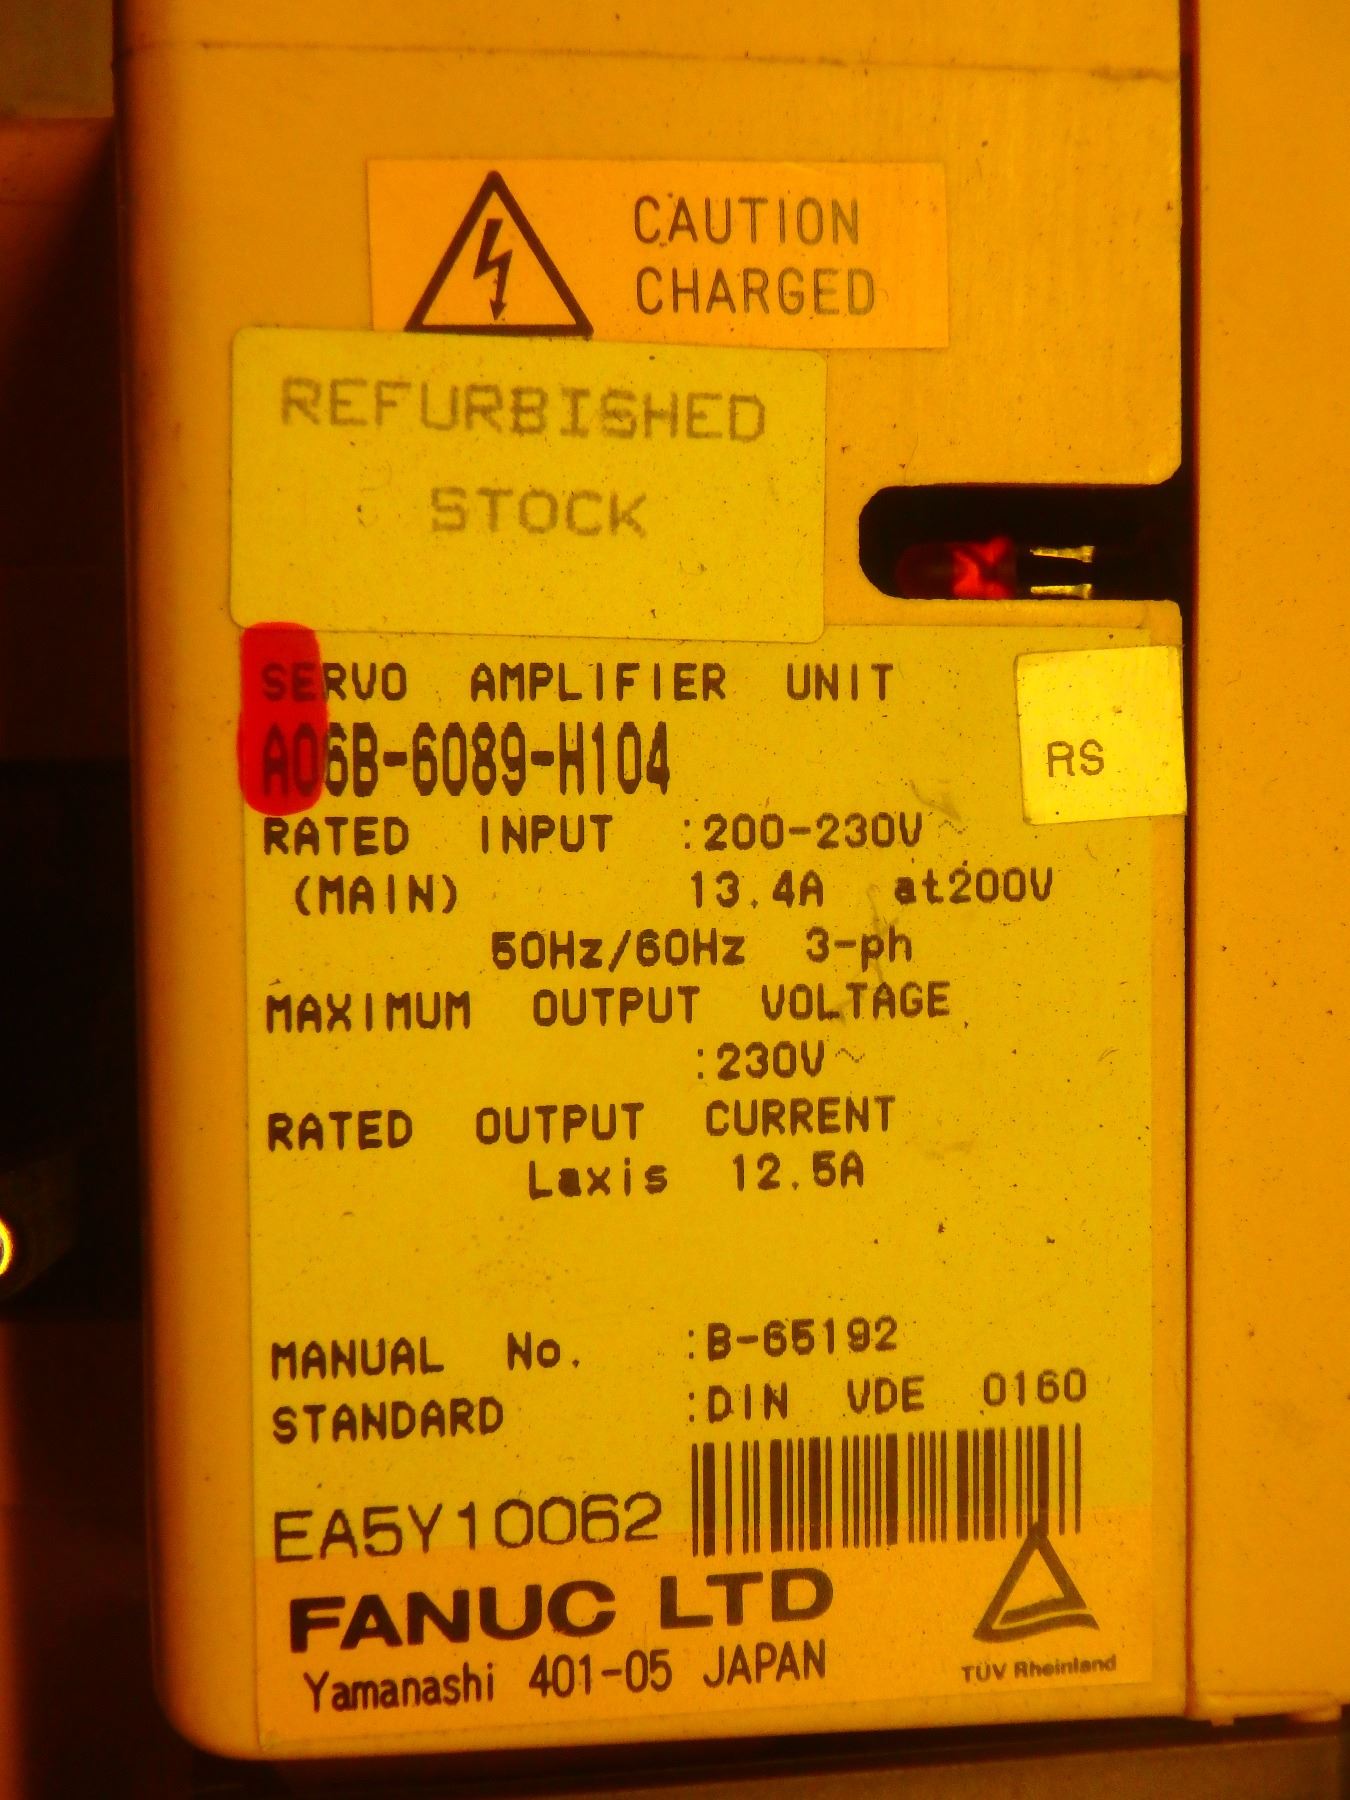 CAUTION
CHARGED
REFURBISHED
STOCK
SERVO AMPLIFIER UNIT
A06B-6089-H104
RS
RATED INPUT :200-230V~
(MAIN) 13.4A at200V
50Hz/60Hz 3-ph
MAXIMUM OUTPUT VOLTAGE
:230V~
RATED OUTPUT CURRENT
Laxis 12.5A
MANUAL No. :B-65192
STANDARD :DIN VDE 0160
EA5Y10062
FANUC LTD
Yamanashi 401-05 JAPAN
TÜV Rheinland